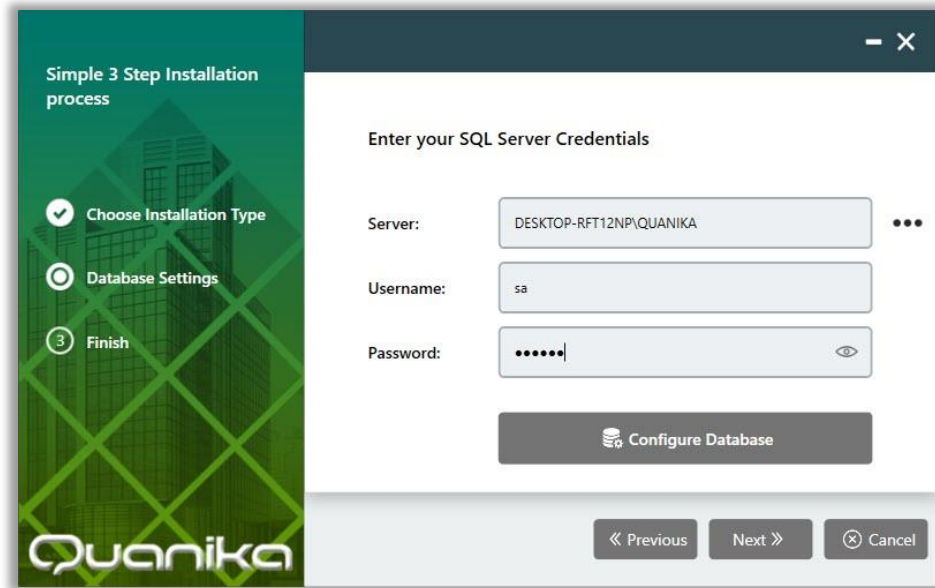 Simple 3 Step Installation
process
Choose Installation Type
Database Settings
3 Finish
Quanika
Enter your SQL Server Credentials
Server: DESKTOP-RFT12NP\QUANIKA
Username: sa
Password: ••••••
Configure Database
Previous Next Cancel